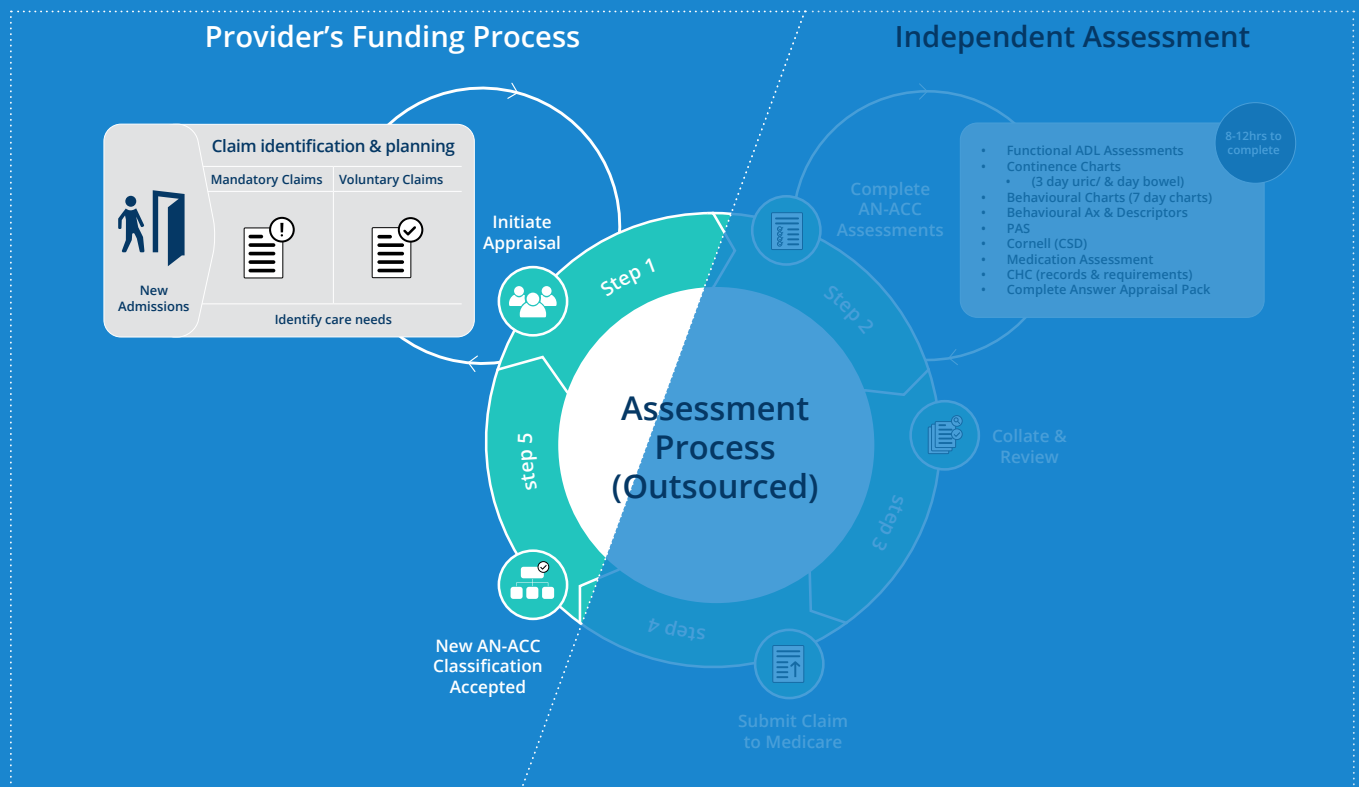 Provider’s Funding Process
Independent Assessment
Claim identification & planning
Mandatory Claims
Voluntary Claims
New
Admissions
Identify care needs
Initiate
Appraisal
Step 1
Complete
AN-ACC
Assessments
Step 2
8-12hrs to
complete
• Functional ADL Assessments
• Continence Charts
• (3 day uric/ & day bowel)
• Behavioural Charts (7 day charts)
• Behavioural Ax & Descriptors
• PAS
• Cornell (CSD)
• Medication Assessment
• CHC (records & requirements)
• Complete Answer Appraisal Pack
Assessment
Process
(Outsourced)
Collate &
Review
step 3
Submit Claim
to Medicare
step 4
New AN-ACC
Classification
Accepted
step 5